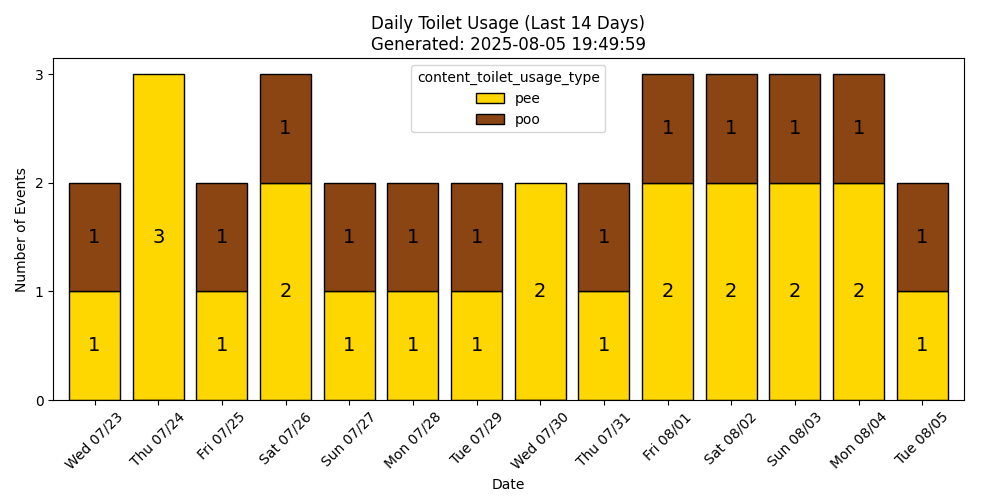 Daily Toilet Usage (Last 14 Days)
Generated: 2025-08-05 19:49:59
content_toilet_usage_type
pee
poo
Number of Events
3
2
1
0
1 1 1 1 1 1 1 1 1 1 1 1
1 3 1 2 1 1 1 2 1 2 2 2 2 1
Wed 07/23
Thu 07/24
Fri 07/25
Sat 07/26
Sun 07/27
Mon 07/28
Tue 07/29
Wed 07/30
Thu 07/31
Fri 08/01
Sat 08/02
Sun 08/03
Mon 08/04
Tue 08/05
Date